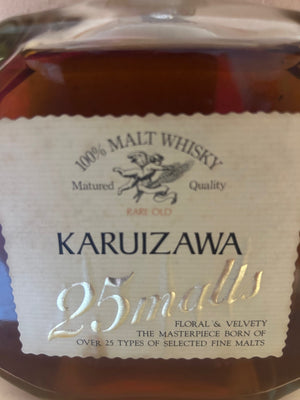 100% MALT WHISKY
Matured Quality
RARE OLD
KARUIZAWA
25malts
FLORAL & VELVETY
THE MASTERPIECE BORN OF
OVER 25 TYPES OF SELECTED FINE MALTS